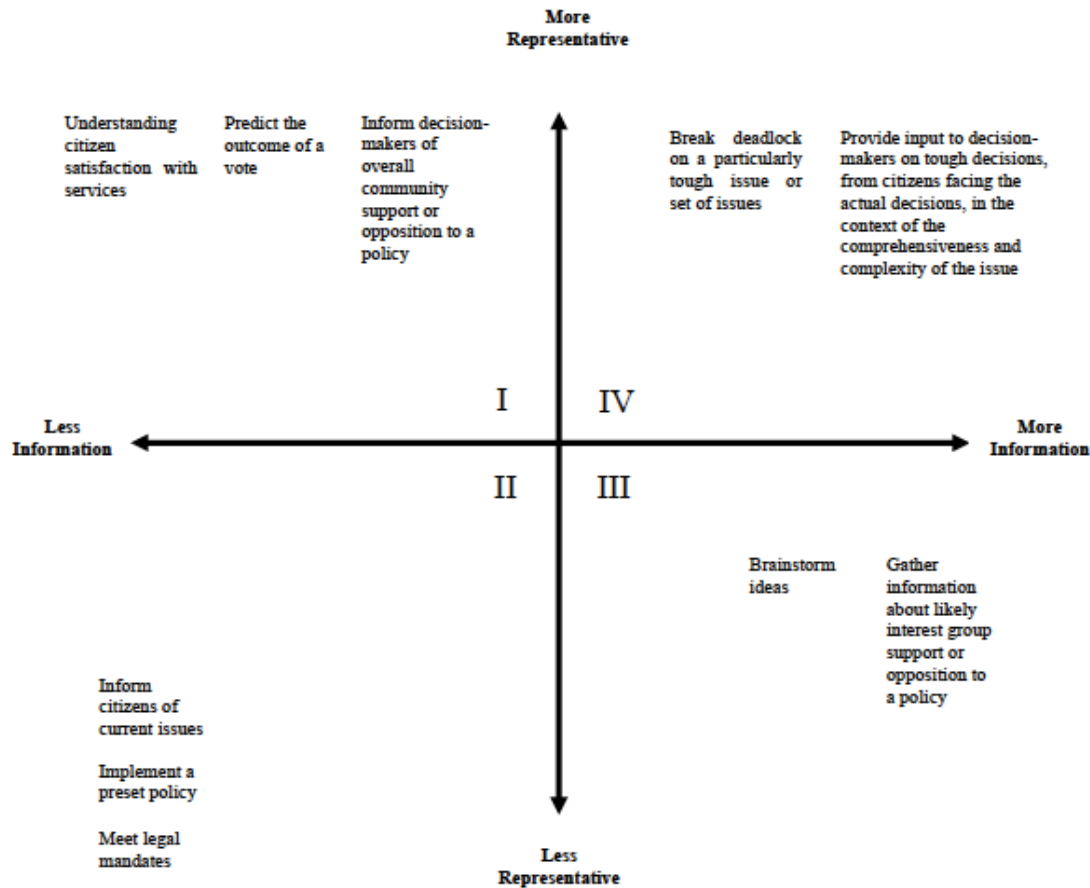 More
Representative
Understanding
citizen
satisfaction with
services
Predict the
outcome of a
vote
Inform decision-
makers of
overall
community
support or
opposition to a
policy
Break deadlock
on a particularly
tough issue or
set of issues
Provide input to decision-
makers on tough decisions,
from citizens facing the
actual decisions, in the
context of the
comprehensiveness and
complexity of the issue
I
IV
Less
Information
More
Information
II
III
Brainstorm
ideas
Gather
information
about likely
interest group
support or
opposition to
a policy
Inform
citizens of
current issues
Implement a
preset policy
Meet legal
mandates
Less
Representative